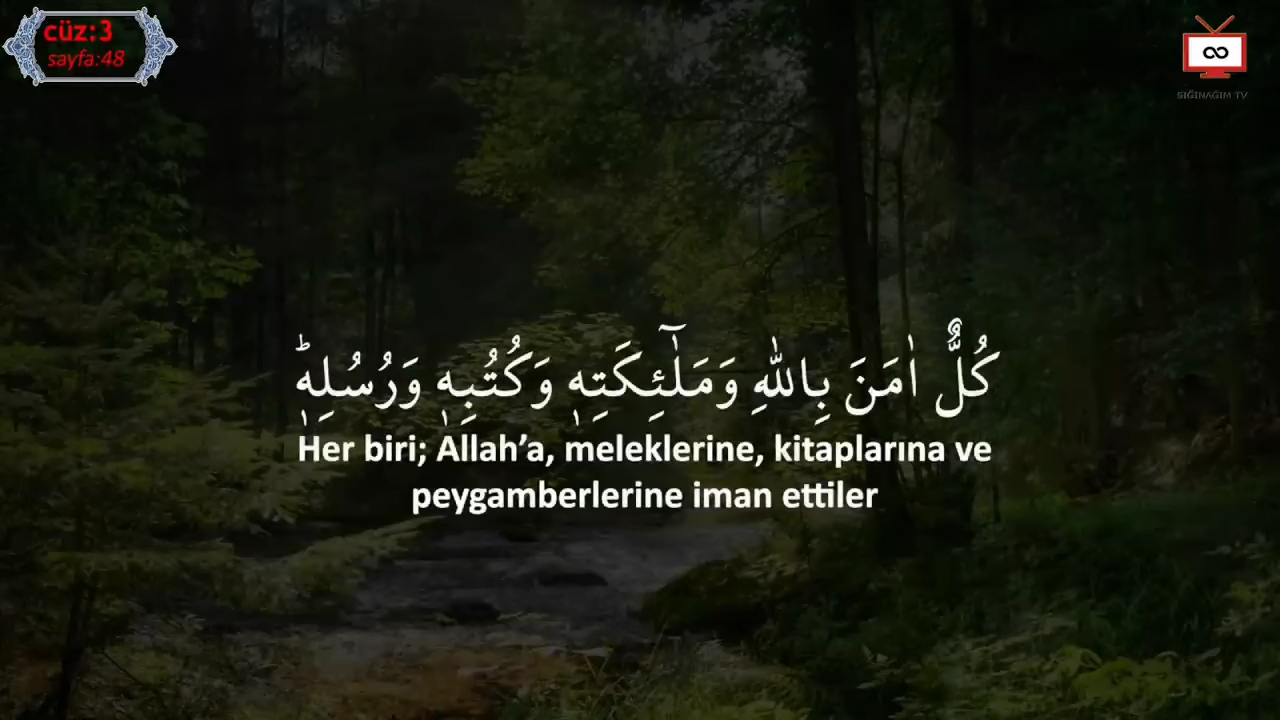 cüz:3
sayfa:48
SIĞINAĞIM TV
كُلٌّ اٰمَنَ بِاللّٰهِ وَمَلٰٓئِكَتِهٖ وَكُتُبِهٖ وَرُسُلِهٖۜ
Her biri; Allah’a, meleklerine, kitaplarına ve
peygamberlerine iman ettiler